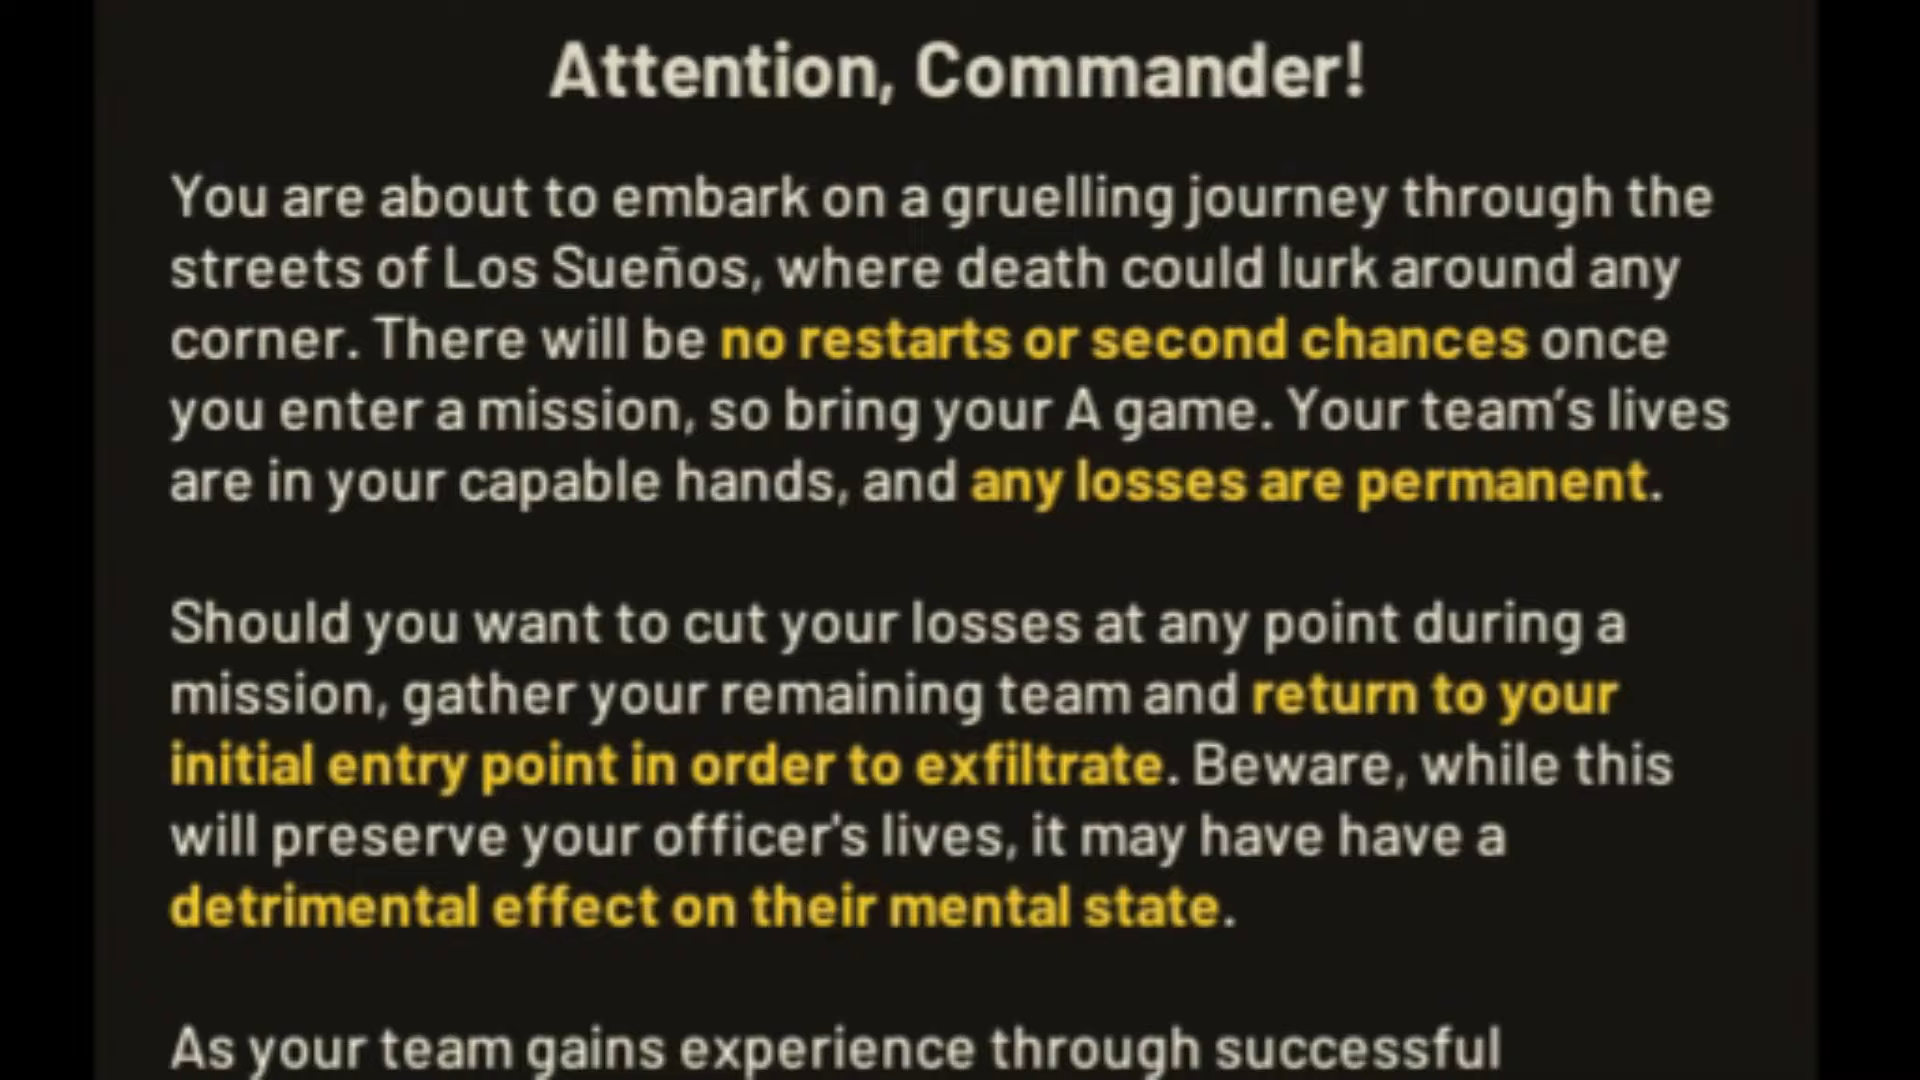 Attention, Commander!
You are about to embark on a gruelling journey through the
streets of Los Sueños, where death could lurk around any
corner. There will be no restarts or second chances once
you enter a mission, so bring your A game. Your team's lives
are in your capable hands, and any losses are permanent.
Should you want to cut your losses at any point during a
mission, gather your remaining team and return to your
initial entry point in order to exfiltrate. Beware, while this
will preserve your officer's lives, it may have have a
detrimental effect on their mental state.
As your team gains experience through successful